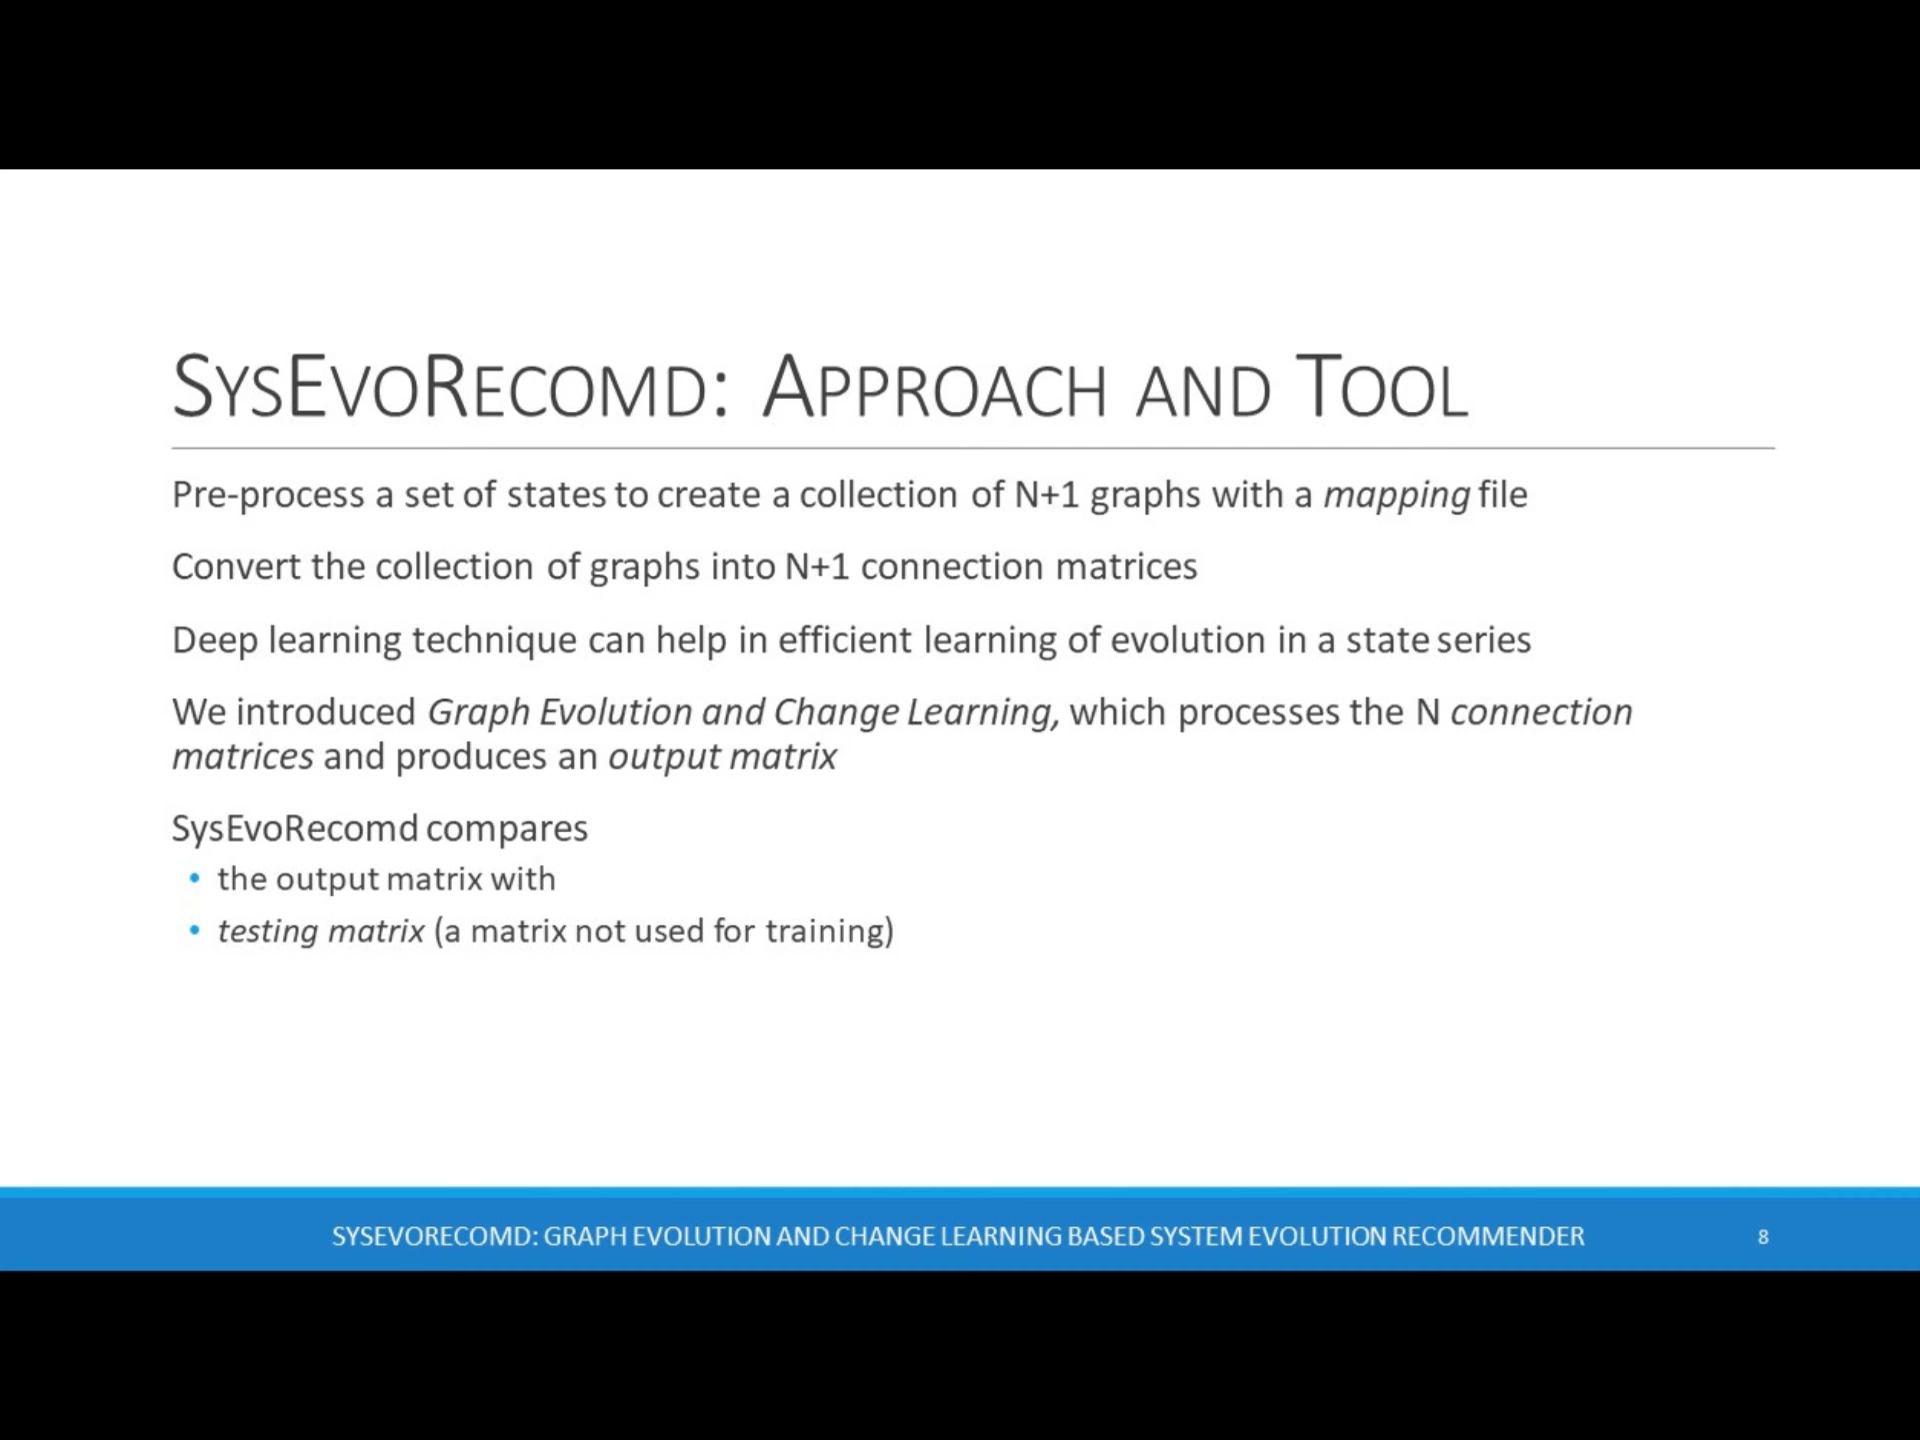 SYSEVORECOMD: APPROACH AND TOOL
Pre-process a set of states to create a collection of N+1 graphs with a mapping file
Convert the collection of graphs into N+1 connection matrices
Deep learning technique can help in efficient learning of evolution in a state series
We introduced Graph Evolution and Change Learning, which processes the N connection
matrices and produces an output matrix
SysEvoRecomd compares
• the output matrix with
• testing matrix (a matrix not used for training)
SYSEVORECOMD: GRAPH EVOLUTION AND CHANGE LEARNING BASED SYSTEM EVOLUTION RECOMMENDER 8